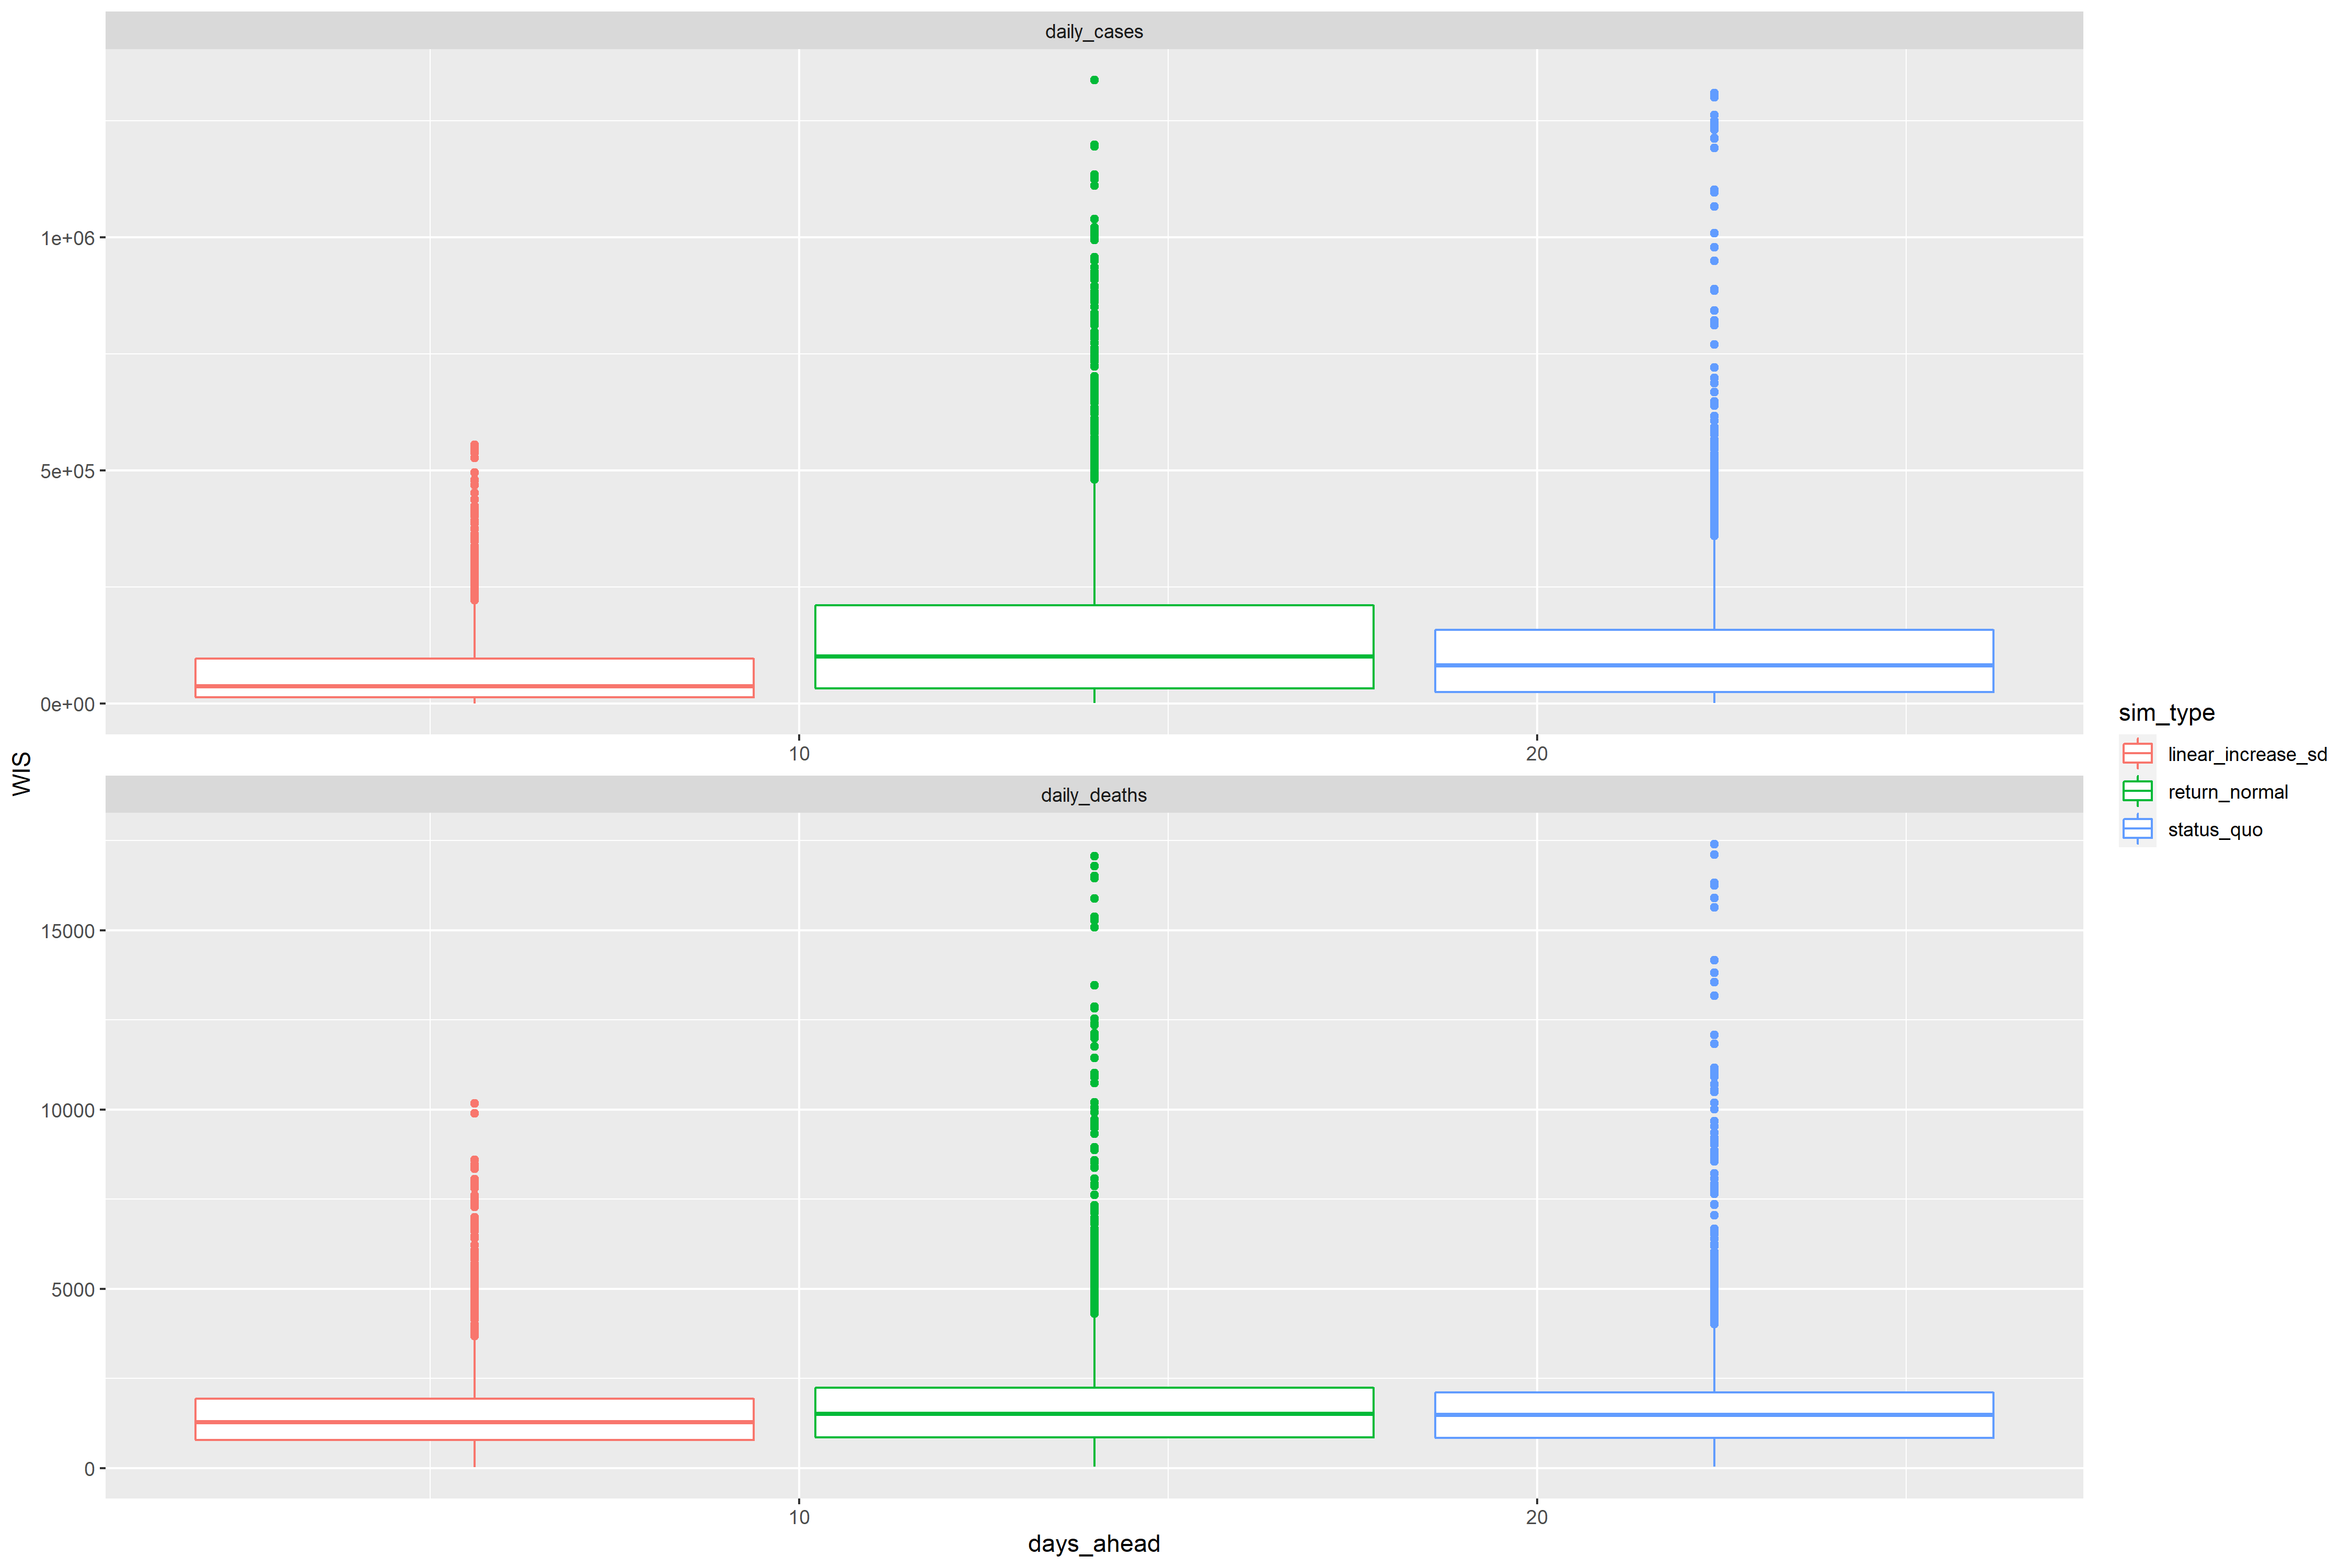 daily_cases
1e+06
5e+05
0e+00
10
20
WIS
daily_deaths
15000
10000
5000
0
10
20
days_ahead
sim_type
linear_increase_sd
return_normal
status_quo